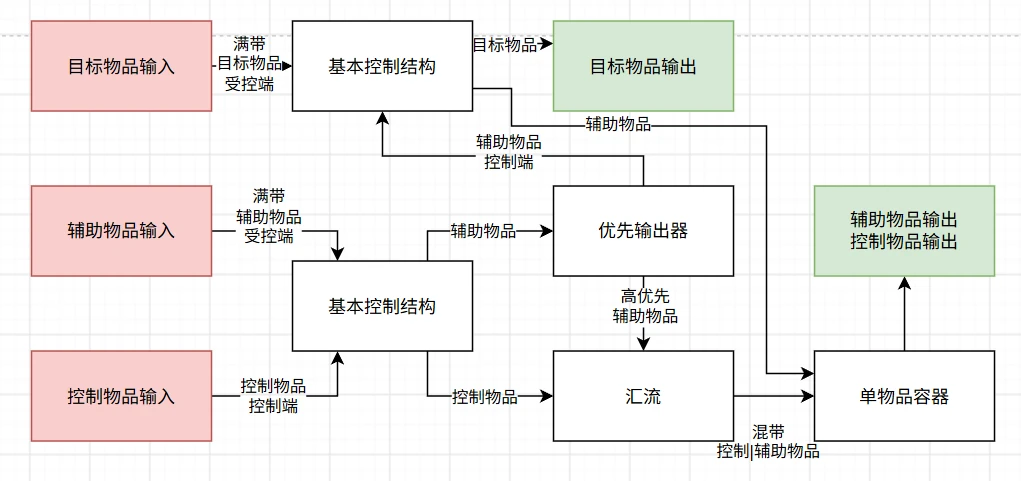 目标物品输入
满带
目标物品
受控端
基本控制结构
目标物品
目标物品输出
辅助物品
辅助物品
控制端
辅助物品输入
满带
辅助物品
受控端
辅助物品
优先输出器
辅助物品输出
控制物品输出
基本控制结构
高优先
辅助物品
控制物品输入
控制物品
控制端
控制物品
汇流
混带
控制|辅助物品
单物品容器